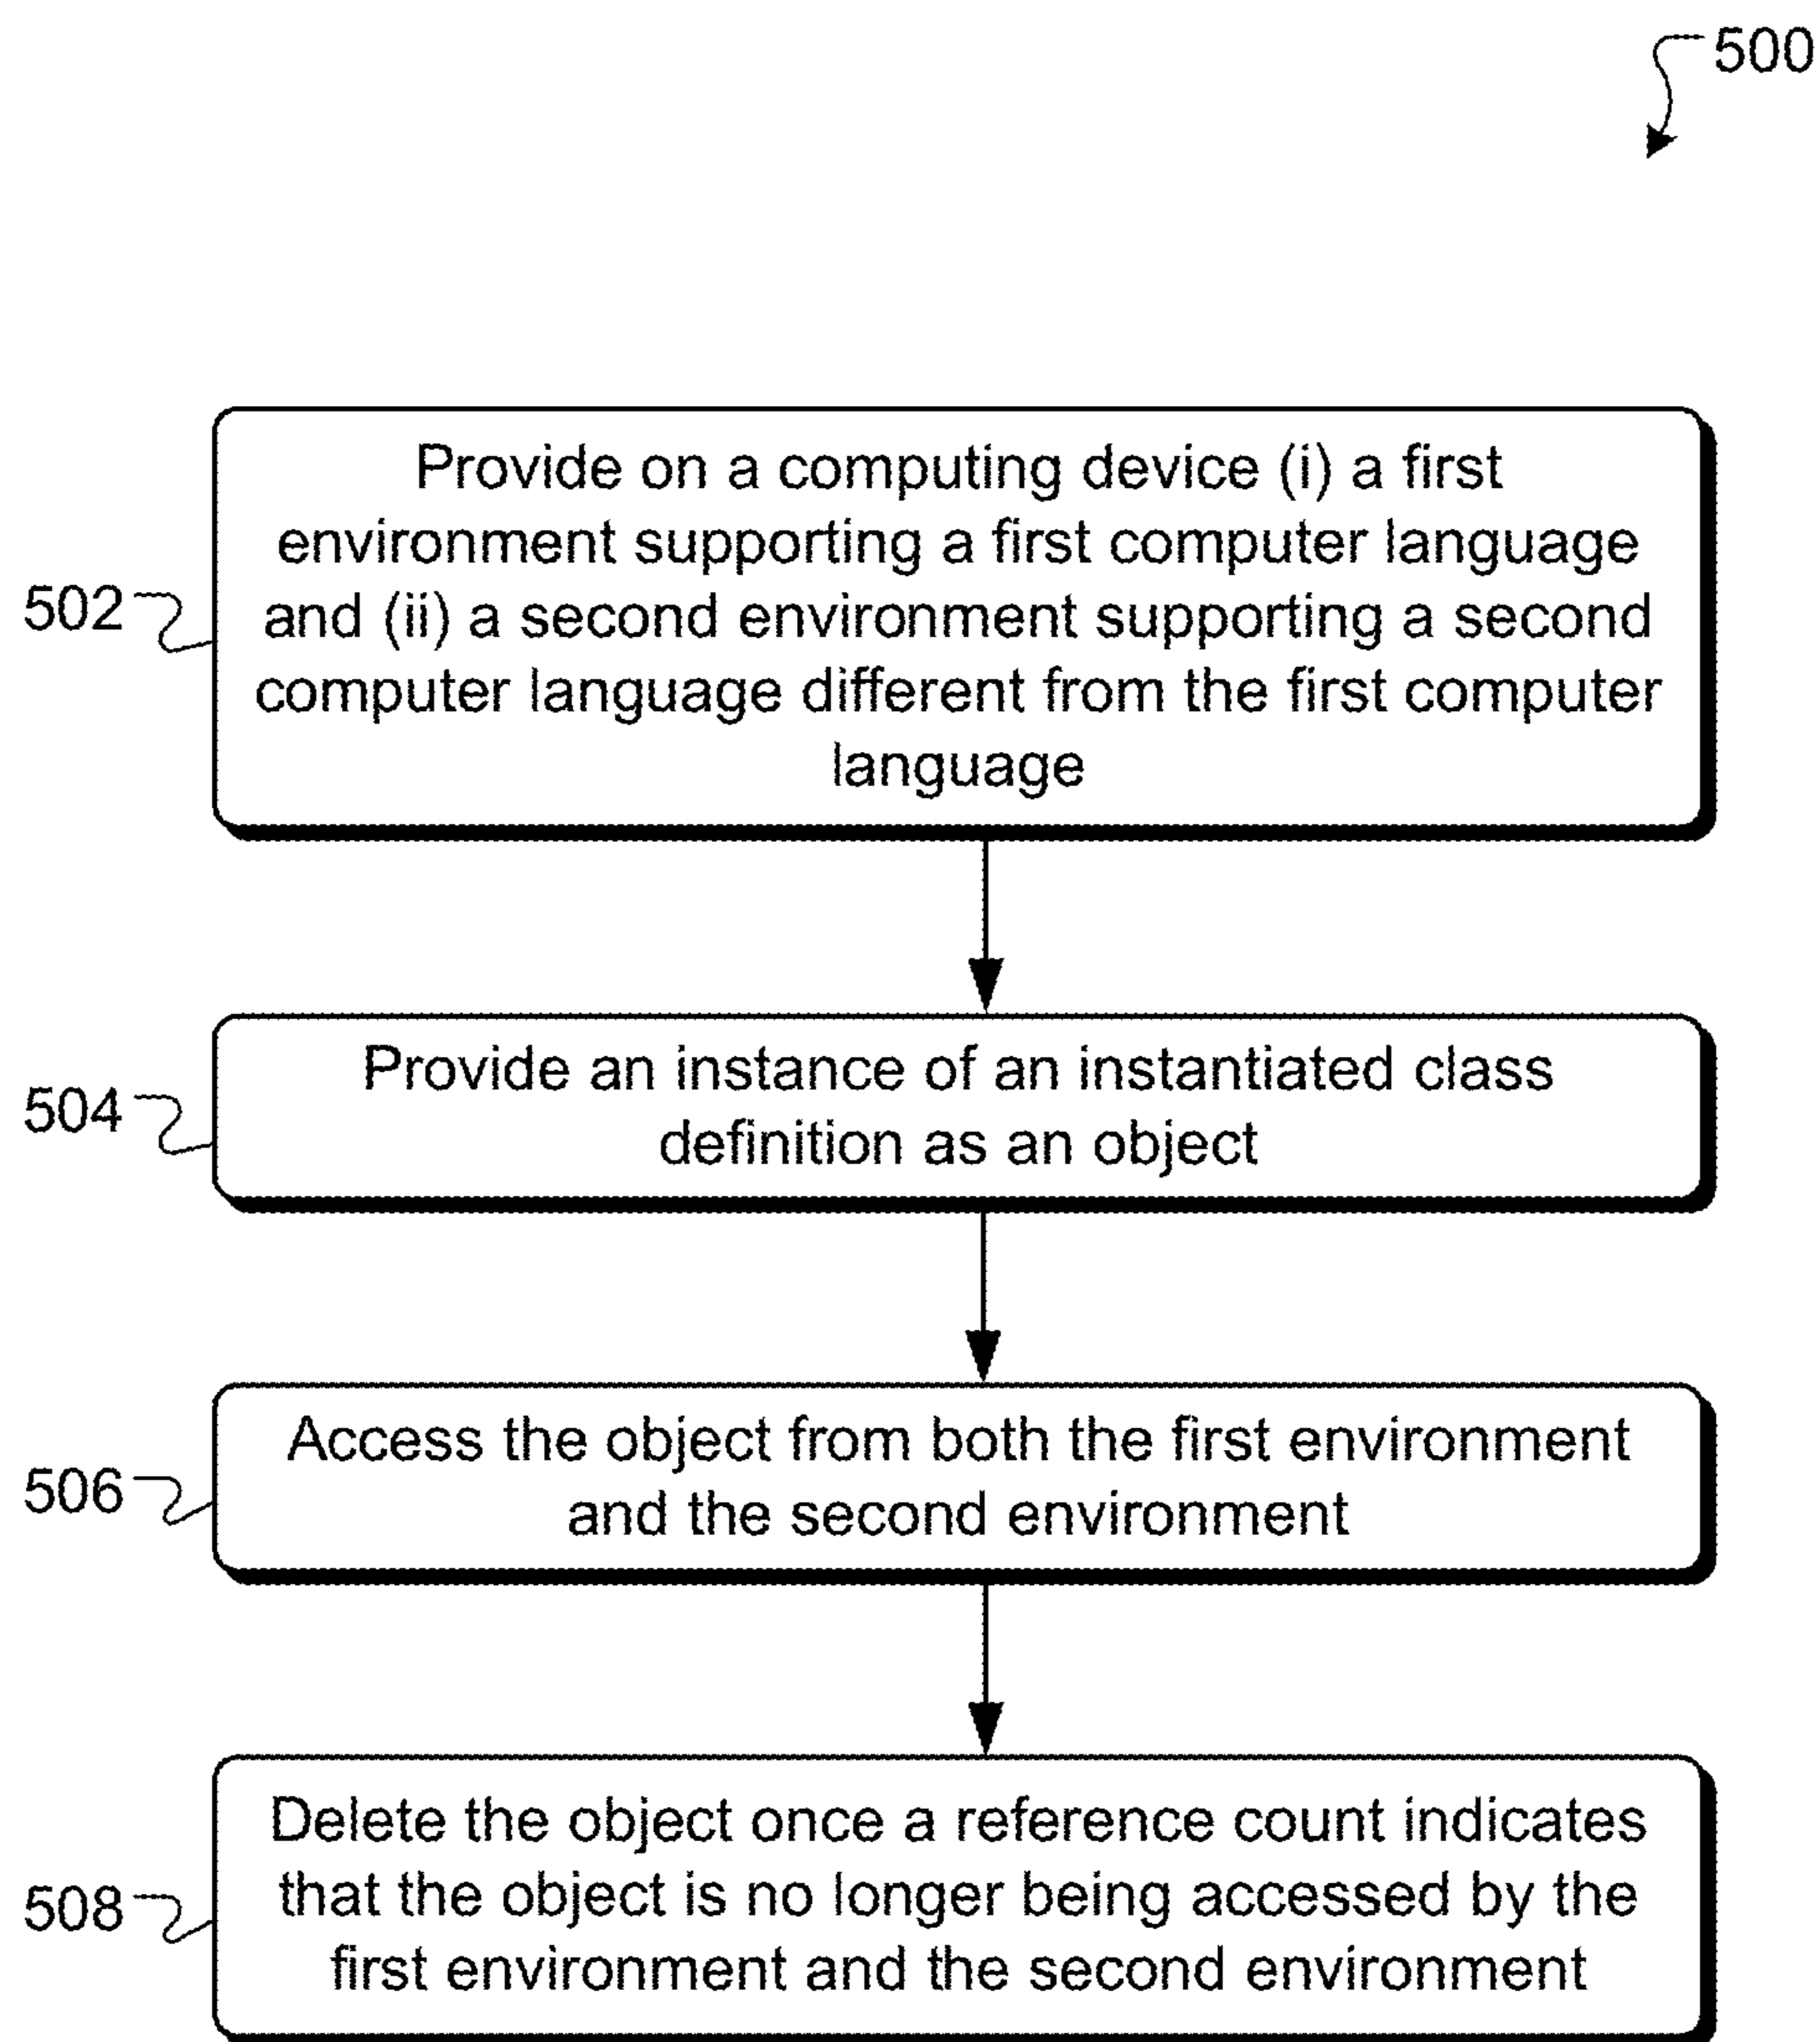 500
Provide on a computing device (i) a first
environment supporting a first computer language
and (ii) a second environment supporting a second
computer language different from the first computer
language
502
Provide an instance of an instantiated class
definition as an object
504
Access the object from both the first environment
and the second environment
506
Delete the object once a reference count indicates
that the object is no longer being accessed by the
first environment and the second environment
508